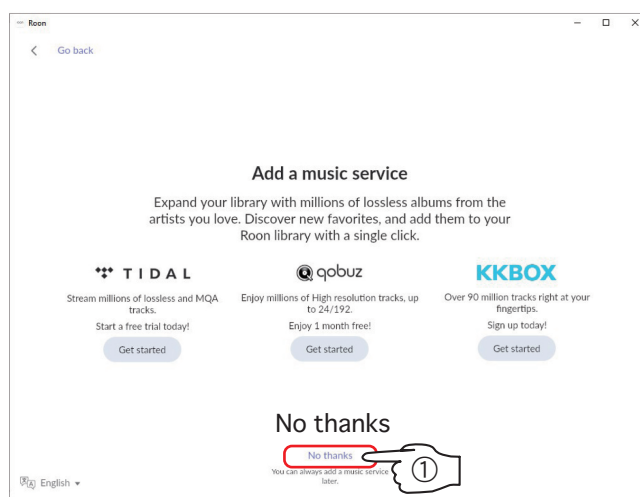 Roon
Go back
Add a music service
Expand your library with millions of lossless albums from the
artists you love. Discover new favorites, and add them to your
Roon library with a single click.
TIDAL
Stream millions of lossless and MQA
tracks.
Start a free trial today!
Get started
qobuz
Enjoy millions of High resolution tracks, up
to 24/192.
Enjoy 1 month free!
Get started
KKBOX
Over 90 million tracks right at your
fingertips.
Sign up today!
Get started
No thanks
No thanks
①
You can always add a music service
later.
English